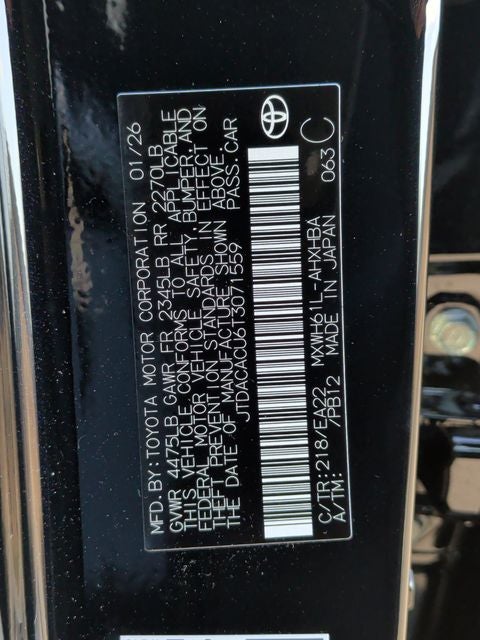 MFD. BY: TOYOTA MOTOR CORPORATION 01/26
GVWR 4475LB GAWR FR 2345LB RR 2270LB
THIS VEHICLE CONFORMS TO ALL APPLICABLE
FEDERAL MOTOR VEHICLE SAFETY, BUMPER, AND
THEFT PREVENTION STANDARDS IN EFFECT ON
THE DATE OF MANUFACTURE SHOWN ABOVE.
JTDACACU6T3071559 PASS. CAR
C/TR: 218/EA22 MXWH61L-AHXHBA
A/TM: /PB12 MADE IN JAPAN 063 C